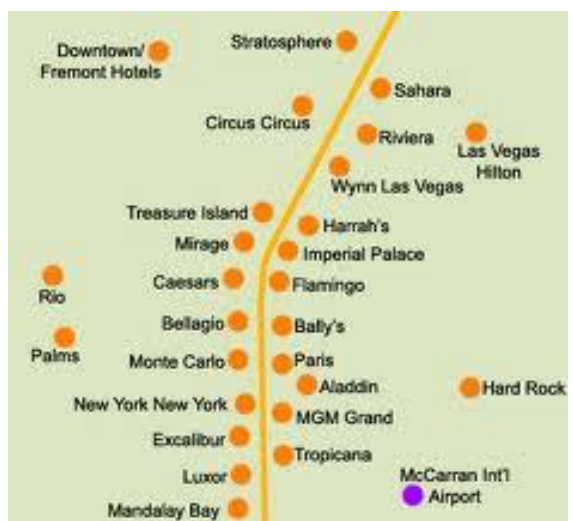 Stratosphere
Downtown/
Fremont Hotels
Sahara
Circus Circus
Riviera
Las Vegas
Hilton
Wynn Las Vegas
Treasure Island
Harrah's
Mirage
Imperial Palace
Caesars
Flamingo
Rio
Bellagio
Bally's
Palms
Monte Carlo
Paris
Aladdin
Hard Rock
New York New York
MGM Grand
Excalibur
Tropicana
Luxor
McCarran Int'l
Airport
Mandalay Bay